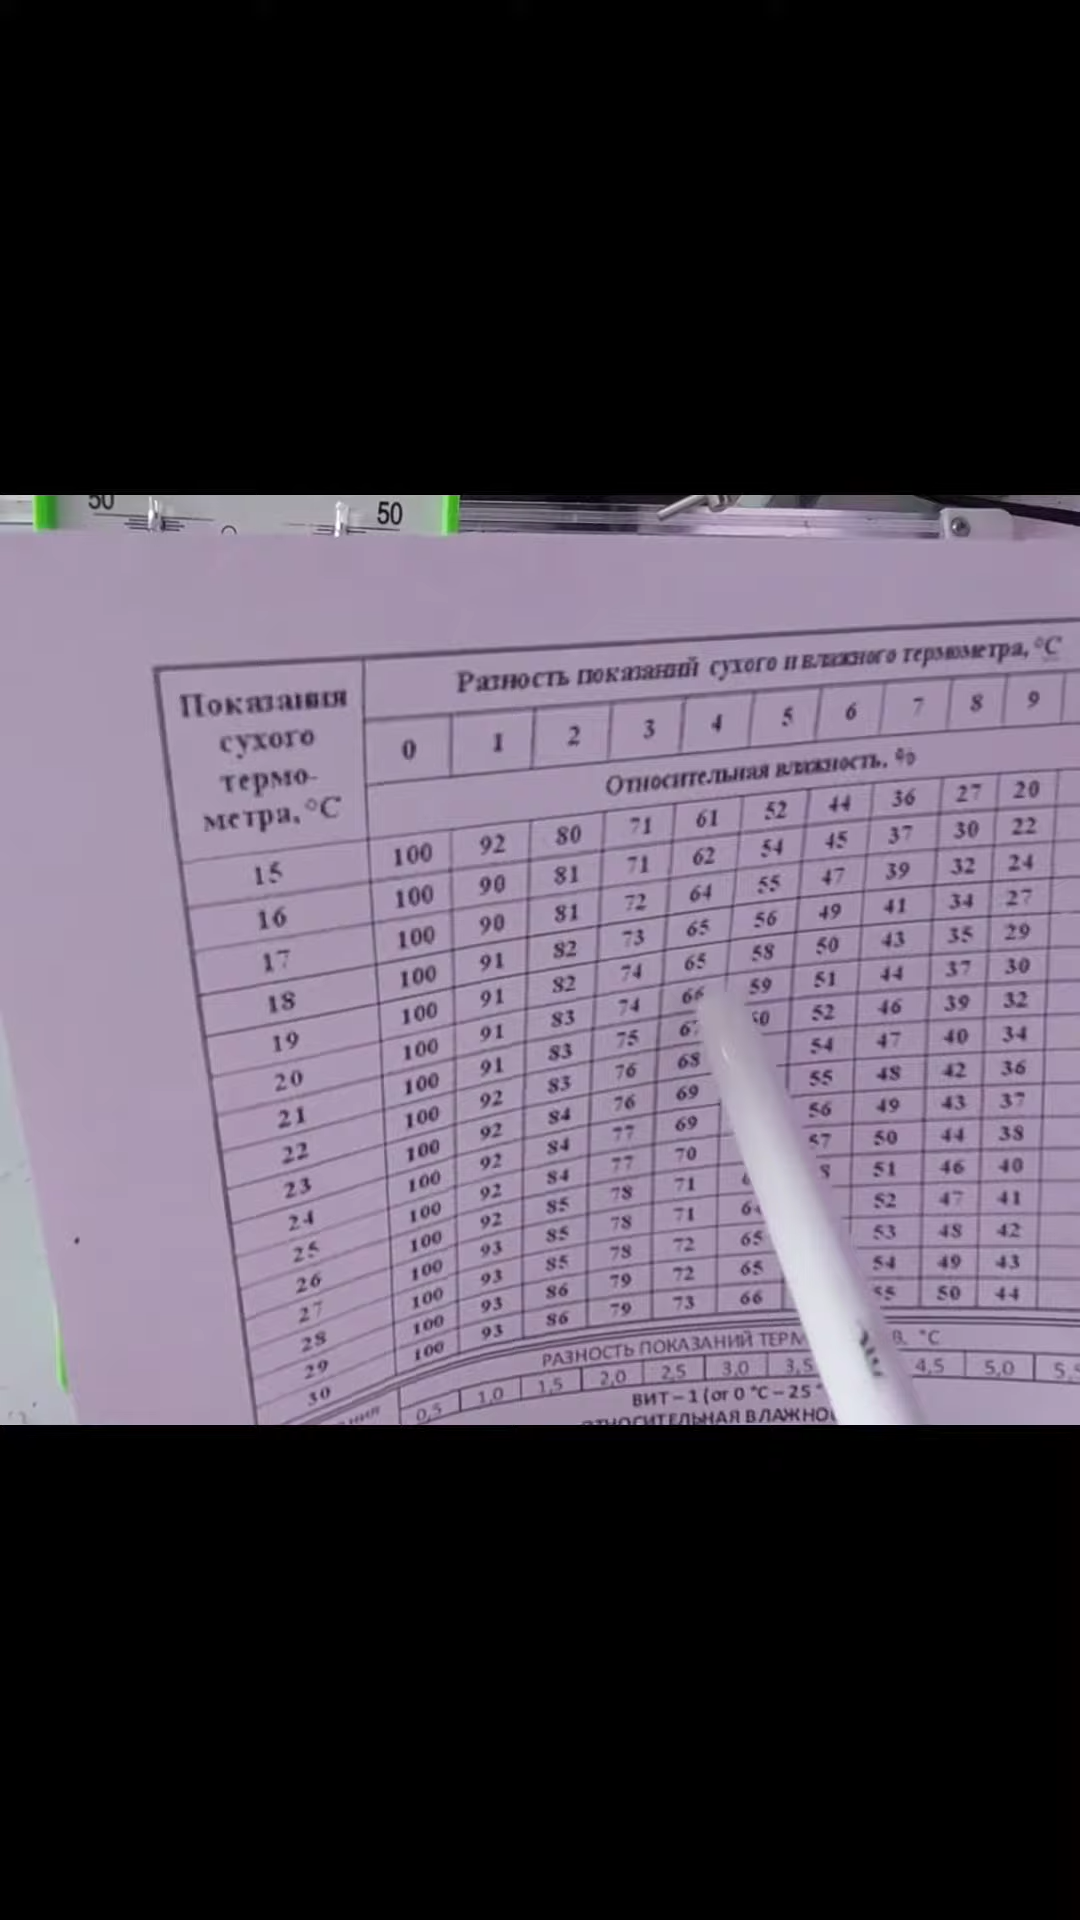 50 50
Показания сухого термо-метра, °С
Разность показаний сухого и влажного термометра, °С
0 1 2 3 4 5 6 7 8 9
Относительная влажность, %
15 100 92 80 71 61 52 44 36 27 20
16 100 90 81 71 62 54 45 37 30 22
17 100 90 81 72 64 55 47 39 32 24
18 100 91 82 73 65 56 49 41 34 27
19 100 91 82 74 65 58 50 43 35 29
20 100 91 83 74 66 59 51 44 37 30
21 100 91 83 75 67 52 46 39 32
22 100 92 83 76 68 54 47 40 34
23 100 92 84 76 69 55 48 42 36
24 100 92 84 77 69 56 49 43 37
25 100 92 84 77 70 57 50 44 38
26 100 92 85 78 71 51 46 40
27 100 93 85 78 71 52 47 41
28 100 93 85 78 72 65 53 48 42
29 100 93 86 79 72 65 54 49 43
30 100 93 86 79 73 66 55 50 44
РАЗНОСТЬ ПОКАЗАНИЙ °С
0,5 1,0 1,5 2,0 2,5 3,0 3,5 4,5 5,0
ВИТ – 1 (от 0 °С – 25
ОТНОСИТЕЛЬНАЯ